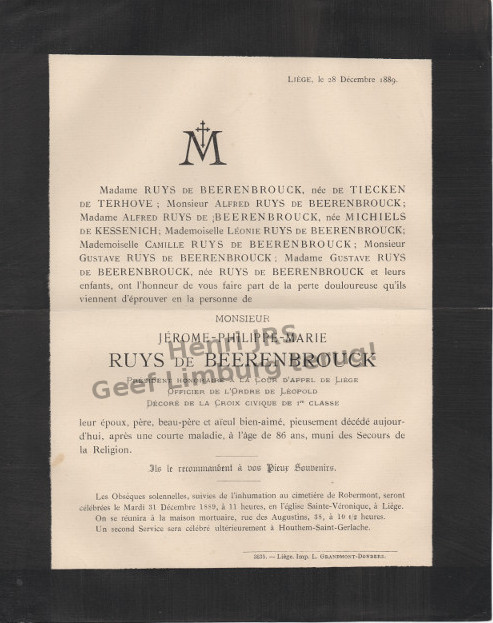 LIÉGE, le 28 Décembre 1889.
M
Madame RUYS DE BEERENBROUCK, née DE TIECKEN
DE TERHOVE ; Monsieur ALFRED RUYS DE BEERENBROUCK ;
Madame ALFRED RUYS DE ;BEERENBROUCK, née MICHIELS
DE KESSENICH ; Mademoiselle LÉONIE RUYS DE BEERENBROUCK;
Mademoiselle CAMILLE RUYS DE BEERENBROUCK ; Monsieur
GUSTAVE RUYS DE BEERENBROUCK ; Madame GUSTAVE RUYS
DE BEERENBROUCK, née RUYS DE BEERENBROUCK et leurs
enfants, ont l'honneur de vous faire part de la perte douloureuse qu'ils
viennent d'éprouver en la personne de
MONSIEUR
JÉROME-PHILIPPE-MARIE
RUYS DE BEERENBROUCK
PRÉSIDENT HONORAIRE A LA COUR D'APPEL DE LIÉGE
OFFICIER DE L'ORDRE DE LÉOPOLD
DÉCORÉ DE LA CROIX CIVIQUE DE 1re CLASSE
leur époux, père, beau-père et aïeul bien-aimé, pieusement décédé aujour-
d'hui, après une courte maladie, à l'âge de 86 ans, muni des Secours de
la Religion.
Ils le recommandent à vos Pieux Souvenirs.
Les Obsèques solennelles, suivies de l'inhumation au cimetière de Robermont, seront
célébrées le Mardi 31 Décembre 1889, à 11 heures, en l'église Sainte-Véronique, à Liége.
On se réunira à la maison mortuaire, rue des Augustins, 38, à 10 1/2 heures.
Un second Service sera célébré ultérieurement à Houthem-Saint-Gerlache.
3635. — Liége. Imp. L. GRANDMONT-DONDERS.
Henri JRS
Geef Limburg terug!